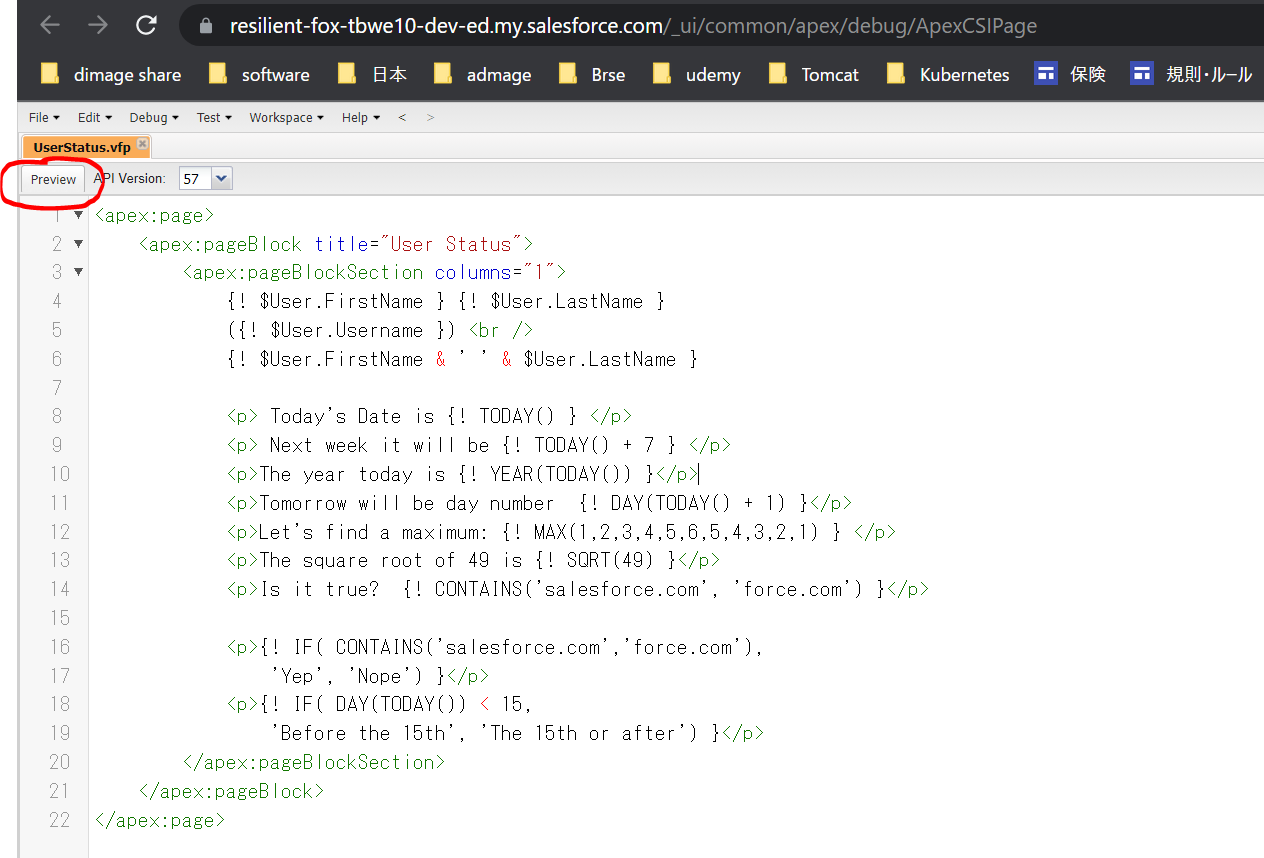 resilient-fox-tbwe10-dev-ed.my.salesforce.com/_ui/common/apex/debug/ApexCSIPage
dimage share software 日本 admage Brse udemy Tomcat Kubernetes 保険 規則・ルール
File Edit Debug Test Workspace Help < >
UserStatus.vfp
Preview API Version: 57
1 <apex:page>
2 <apex:pageBlock title="User Status">
3 <apex:pageBlockSection columns="1">
4 {! $User.FirstName } {! $User.LastName }
5 ({! $User.Username }) <br />
6 {! $User.FirstName & ' ' & $User.LastName }
7
8 <p> Today's Date is {! TODAY() } </p>
9 <p> Next week it will be {! TODAY() + 7 } </p>
10 <p>The year today is {! YEAR(TODAY()) }</p>
11 <p>Tomorrow will be day number  {! DAY(TODAY() + 1) }</p>
12 <p>Let's find a maximum: {! MAX(1,2,3,4,5,6,5,4,3,2,1) } </p>
13 <p>The square root of 49 is {! SQRT(49) }</p>
14 <p>Is it true?  {! CONTAINS('salesforce.com', 'force.com') }</p>
15
16 <p>{! IF( CONTAINS('salesforce.com','force.com'),
17 'Yep', 'Nope') }</p>
18 <p>{! IF( DAY(TODAY()) < 15,
19 'Before the 15th', 'The 15th or after') }</p>
20 </apex:pageBlockSection>
21 </apex:pageBlock>
22 </apex:page>